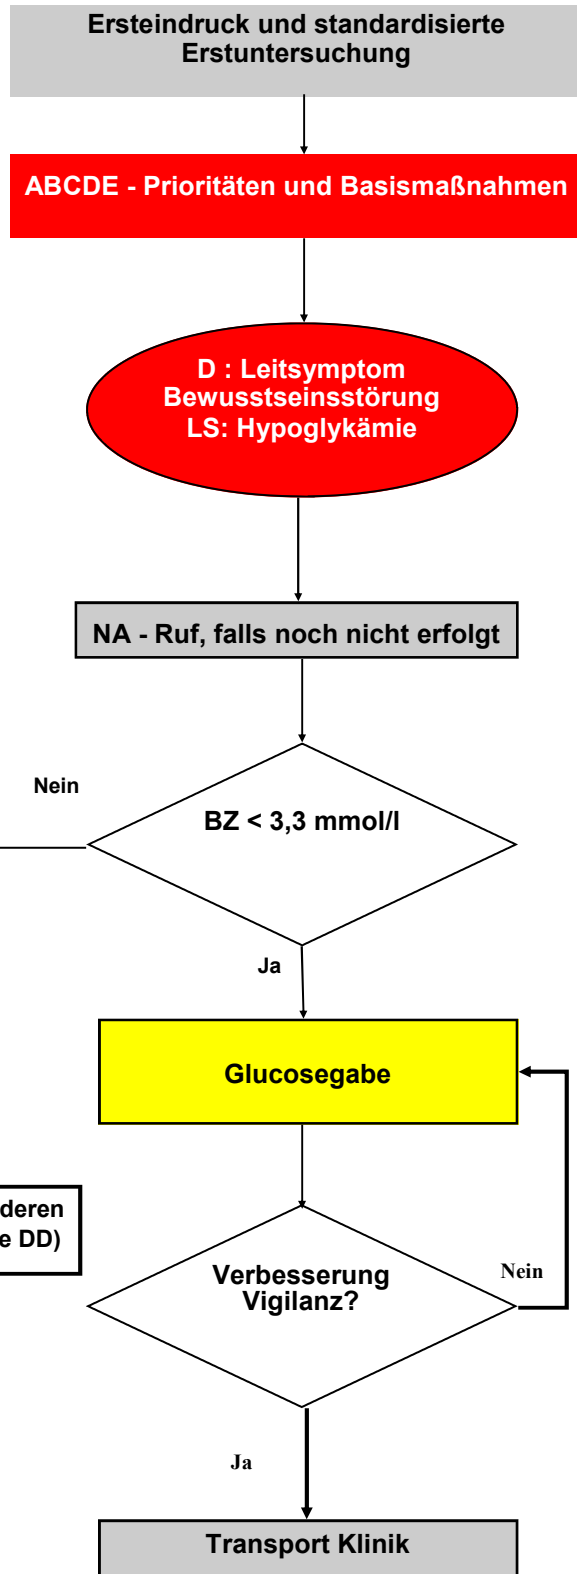 Ersteindruck und standardisierte
Erstuntersuchung
ABCDE - Prioritäten und Basismaßnahmen
D : Leitsymptom
Bewusstseinsstörung
LS: Hypoglykämie
NA - Ruf, falls noch nicht erfolgt
Nein
BZ < 3,3 mmol/l
Ja
Glucosegabe
deren
e DD)
Verbesserung
Vigilanz?
Nein
Ja
Transport Klinik